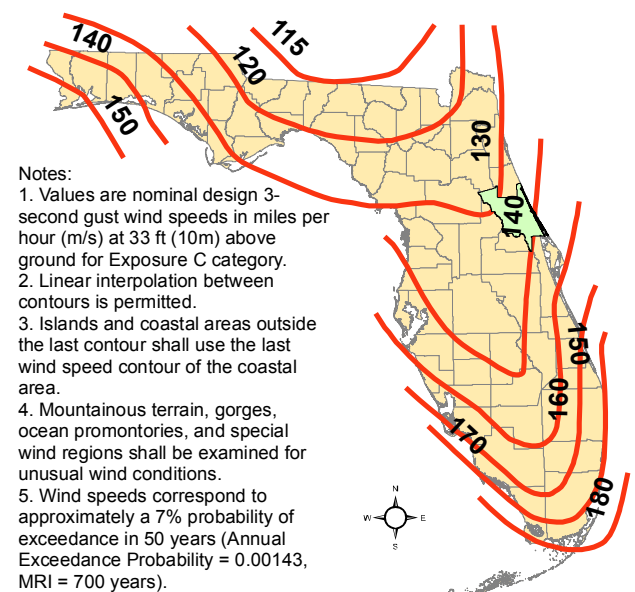 115
140
120
150
130
Notes:
1. Values are nominal design 3-
second gust wind speeds in miles per
hour (m/s) at 33 ft (10m) above
ground for Exposure C category.
2. Linear interpolation between
contours is permitted.
3. Islands and coastal areas outside
the last contour shall use the last
wind speed contour of the coastal
area.
4. Mountainous terrain, gorges,
ocean promontories, and special
wind regions shall be examined for
unusual wind conditions.
5. Wind speeds correspond to
approximately a 7% probability of
exceedance in 50 years (Annual
Exceedance Probability = 0.00143,
MRI = 700 years).
140
150
160
170
180
N
W E
S